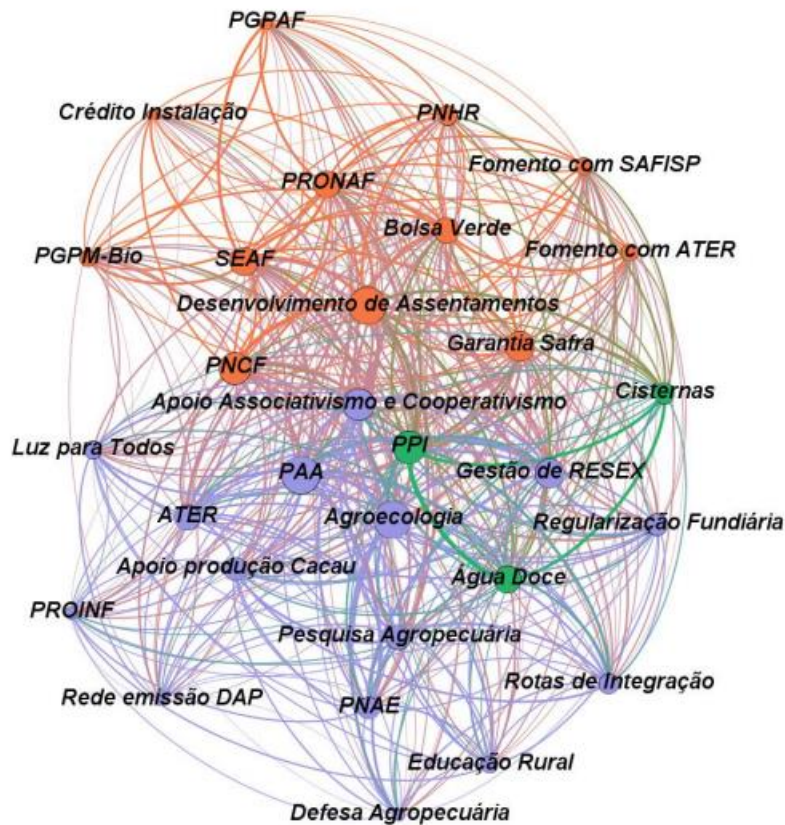 PGPAF
Crédito Instalação
PNHR
Fomento com SAFISP
PRONAF
Bolsa Verde
Fomento com ATER
PGPM-Bio
SEAF
Desenvolvimento de Assentamentos
Garantia Safra
PNCF
Cisternas
Apoio Associativismo e Cooperativismo
Luz para Todos
PPI
PAA
Gestão de RESEX
ATER
Agroecologia
Regularização Fundiária
Apoio produção Cacau
Água Doce
PROINF
Pesquisa Agropecuária
Rede emissão DAP
PNAE
Rotas de Integração
Educação Rural
Defesa Agropecuária